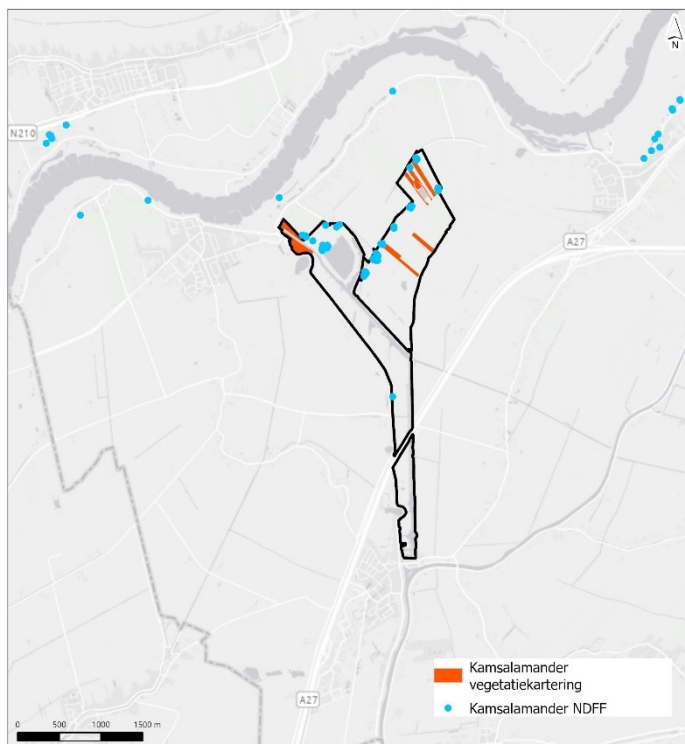 N
N210
A27
A27
Kamsalamander
vegetatiekartering
Kamsalamander NDFF
0 500 1000 1500 m